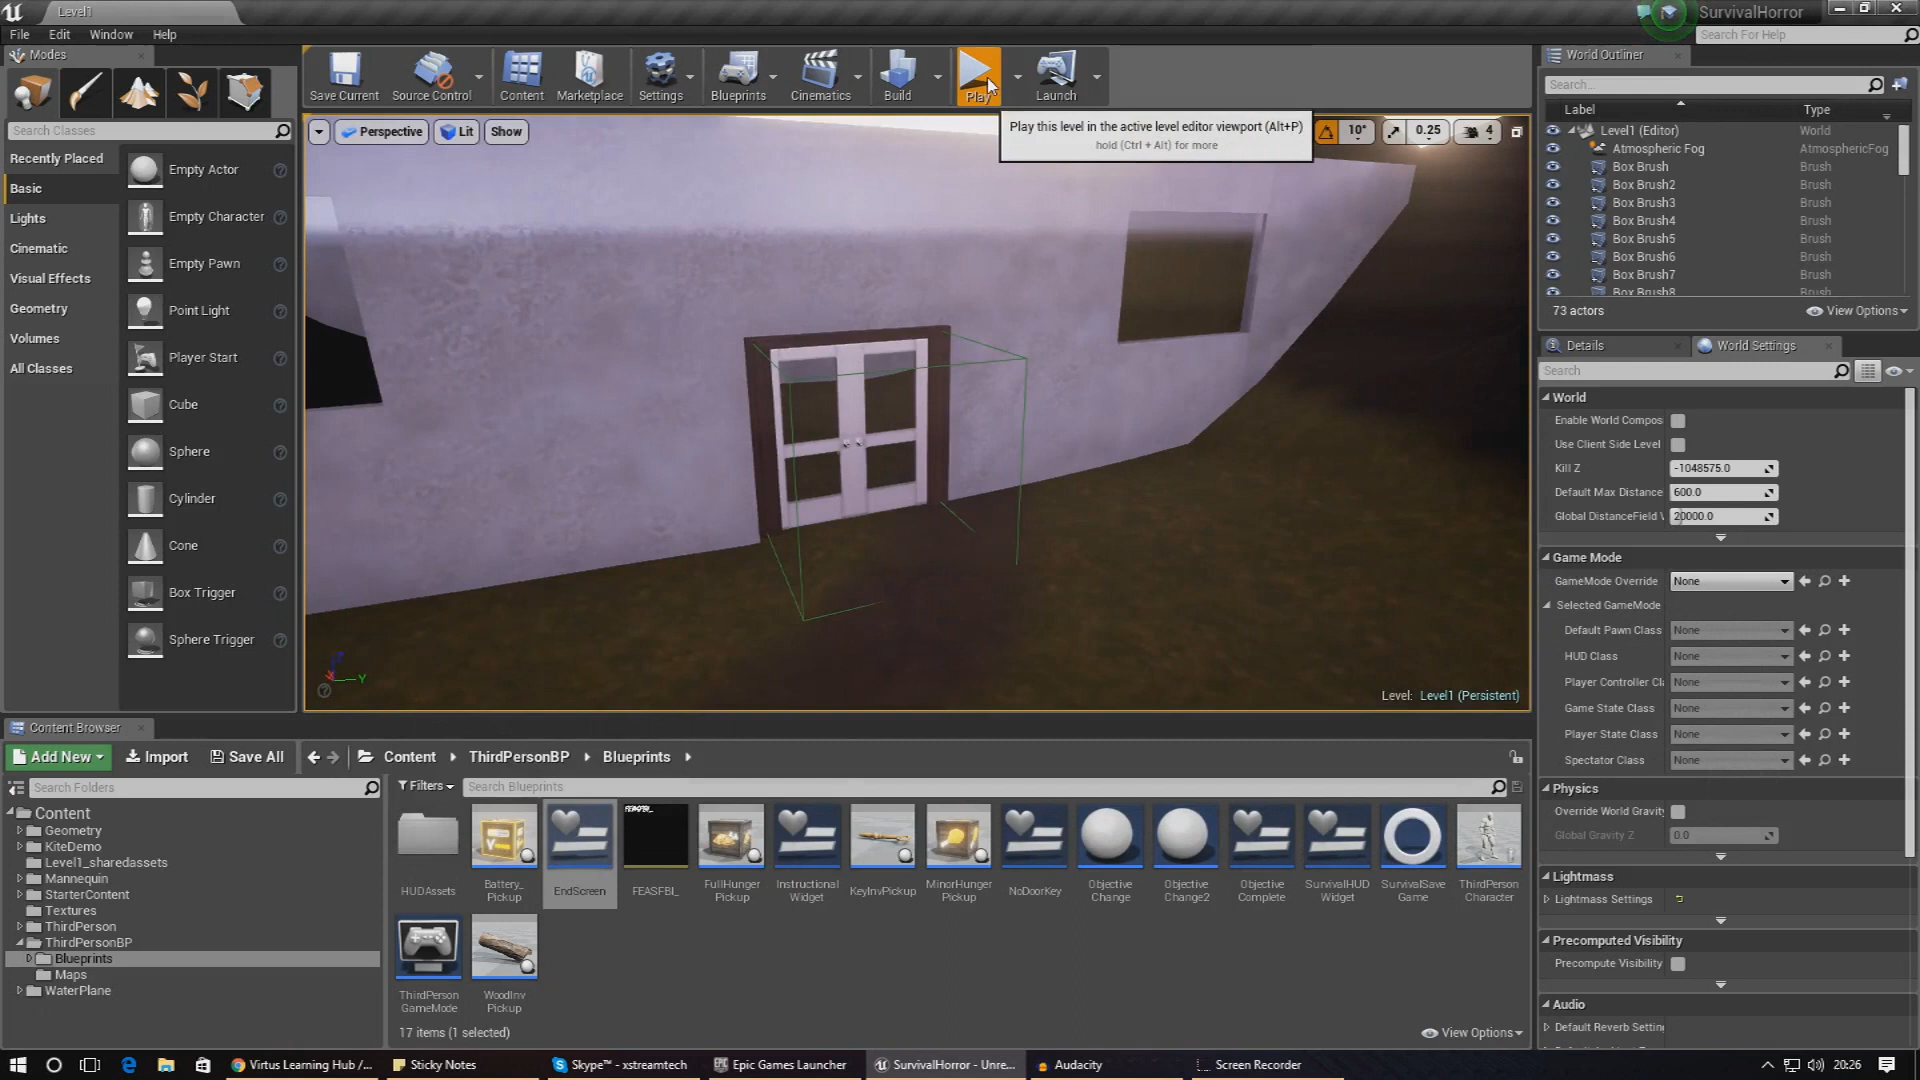 Level1
SurvivalHorror
File Edit Window Help
Search For Help
Modes
World Outliner
Save Current Source Control Content Marketplace Settings Blueprints Cinematics Build Play Launch
Search...
Label Type
Search Classes
Perspective Lit Show
Play this level in the active level editor viewport (Alt+P)
hold (Ctrl + Alt) for more
10° 0.25 4
Level1 (Editor) World
Atmospheric Fog AtmosphericFog
Box Brush Brush
Box Brush2 Brush
Box Brush3 Brush
Box Brush4 Brush
Box Brush5 Brush
Box Brush6 Brush
Box Brush7 Brush
Box Brush8 Brush
73 actors View Options
Recently Placed
Basic
Lights
Cinematic
Visual Effects
Geometry
Volumes
All Classes
Empty Actor
Empty Character
Empty Pawn
Point Light
Player Start
Cube
Sphere
Cylinder
Cone
Box Trigger
Sphere Trigger
Y
Level: Level1 (Persistent)
Details World Settings
Search
World
Enable World Compos
Use Client Side Level
Kill Z -1048575.0
Default Max Distance 600.0
Global DistanceField V 20000.0
Game Mode
GameMode Override None
Selected GameMode
Default Pawn Class None
HUD Class None
Player Controller Cl None
Game State Class None
Player State Class None
Spectator Class None
Physics
Override World Gravity
Global Gravity Z 0.0
Lightmass
Lightmass Settings
Precomputed Visibility
Precompute Visibility
Audio
Default Reverb Settin
Content Browser
Add New Import Save All Content ThirdPersonBP Blueprints
Search Folders
Filters Search Blueprints
Content
Geometry
KiteDemo
Level1_sharedassets
Mannequin
StarterContent
Textures
ThirdPerson
ThirdPersonBP
Blueprints
Maps
WaterPlane
HUDAssets
Battery_
Pickup
EndScreen
FEASFBI_
FullHunger
Pickup
Instructional
Widget
KeyInvPickup
MinorHunger
Pickup
NoDoorKey
Objective
Change
Objective
Change2
Objective
Complete
SurvivalHUD
Widget
SurvivalSave
Game
ThirdPerson
Character
ThirdPerson
GameMode
WoodInv
Pickup
17 items (1 selected) View Options
Virtus Learning Hub /... Sticky Notes Skype™ - xstreamtech Epic Games Launcher SurvivalHorror - Unre... Audacity Screen Recorder 20:26